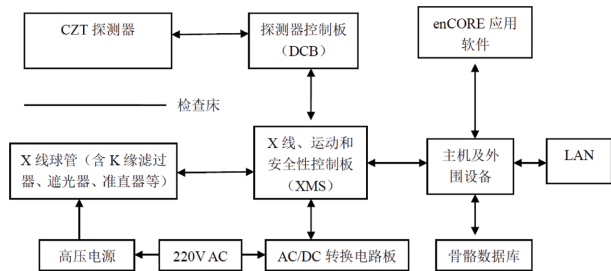 CZT 探测器
探测器控制板
（DCB）
enCORE 应用
软件
检查床
X 线球管（含 K 缘滤过
器、遮光器、准直器等）
X 线、运动和
安全性控制板
（XMS）
主机及外
围设备
LAN
高压电源
220V AC
AC/DC 转换电路板
骨骼数据库